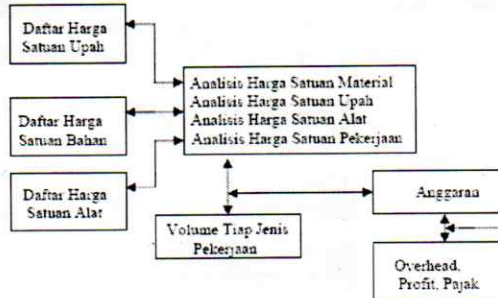 Daftar Harga
Satuan Upah
Analisis Harga Satuan Material
Analisis Harga Satuan Upah
Analisis Harga Satuan Alat
Analisis Harga Satuan Pekerjaan
Daftar Harga
Satuan Bahan
Daftar Harga
Satuan Alat
Volume Tiap Jenis
Pekerjaan
Anggaran
Overhead,
Profit, Pajak